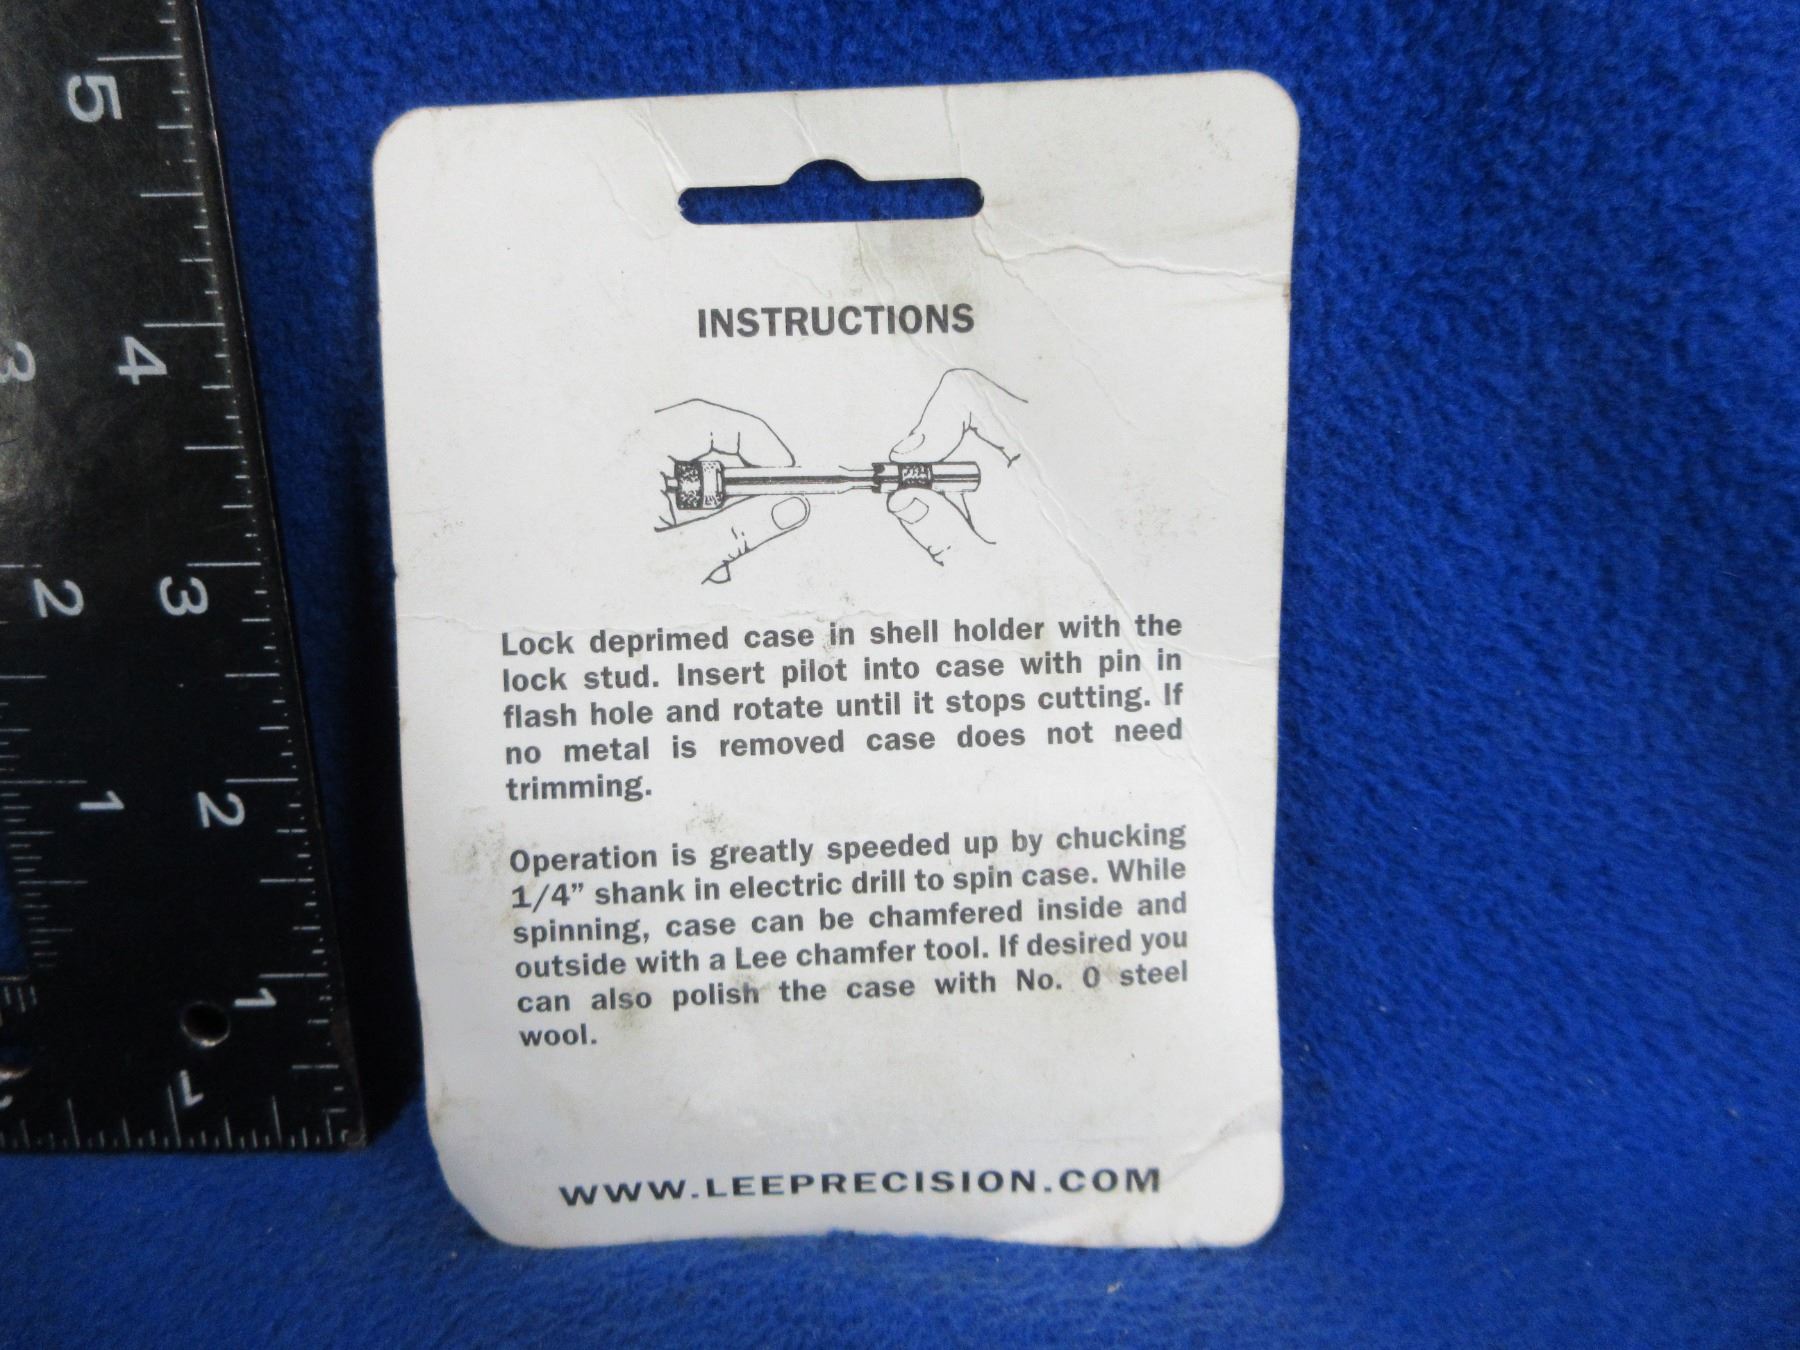 INSTRUCTIONS
Lock deprimed case in shell holder with the
lock stud. Insert pilot into case with pin in
flash hole and rotate until it stops cutting. If
no metal is removed case does not need
trimming.
Operation is greatly speeded up by chucking
1/4” shank in electric drill to spin case. While
spinning, case can be chamfered inside and
outside with a Lee chamfer tool. If desired you
can also polish the case with No. 0 steel
wool.
WWW.LEEPRECISION.COM
5
4
3
2
1
3
2
1
1